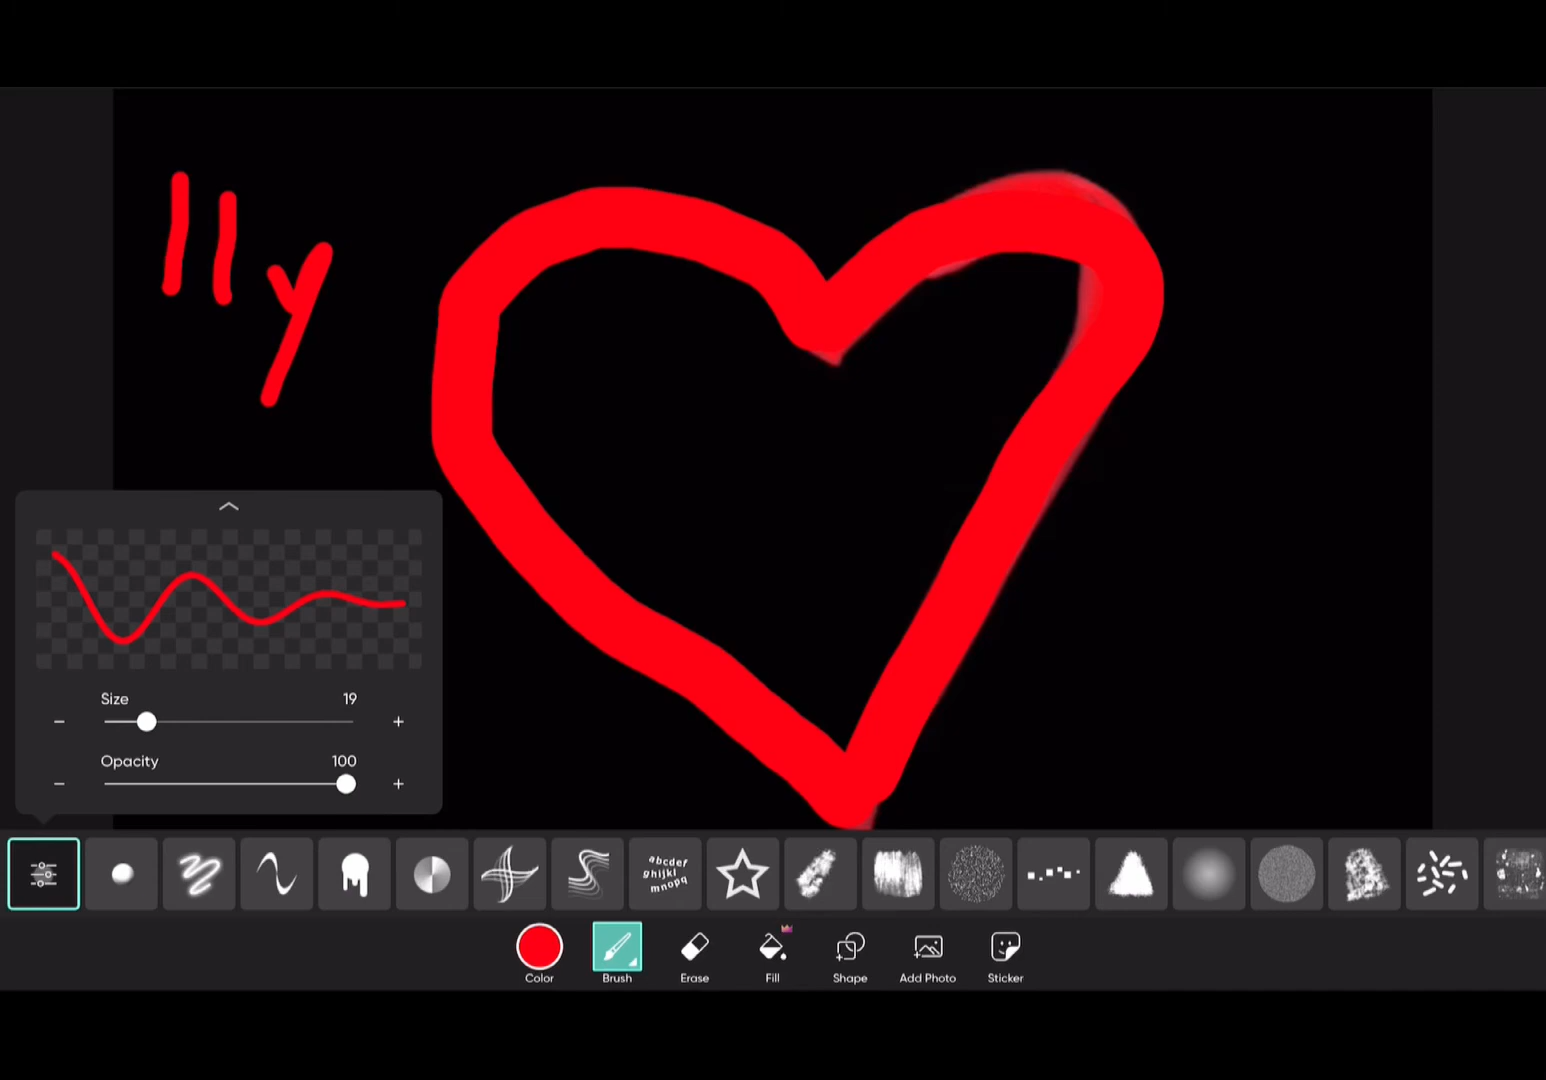 lly
Size 19
Opacity 100
abcdef
ghijkl
mnopq
Color Brush Erase Fill Shape Add Photo Sticker